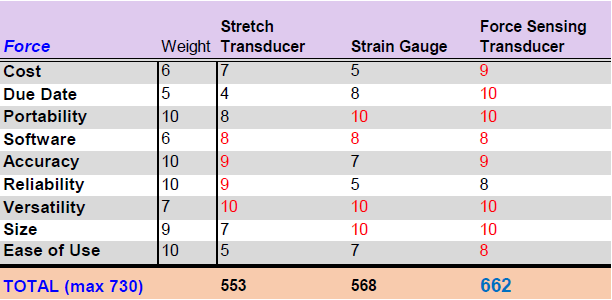 Stretch Force Sensing
Force Weight Transducer Strain Gauge Transducer
Cost 6 7 5 9
Due Date 5 4 8 10
Portability 10 8 10 10
Software 6 8 8 8
Accuracy 10 9 7 9
Reliability 10 9 5 8
Versatility 7 10 10 10
Size 9 7 10 10
Ease of Use 10 5 7 8
TOTAL (max 730) 553 568 662